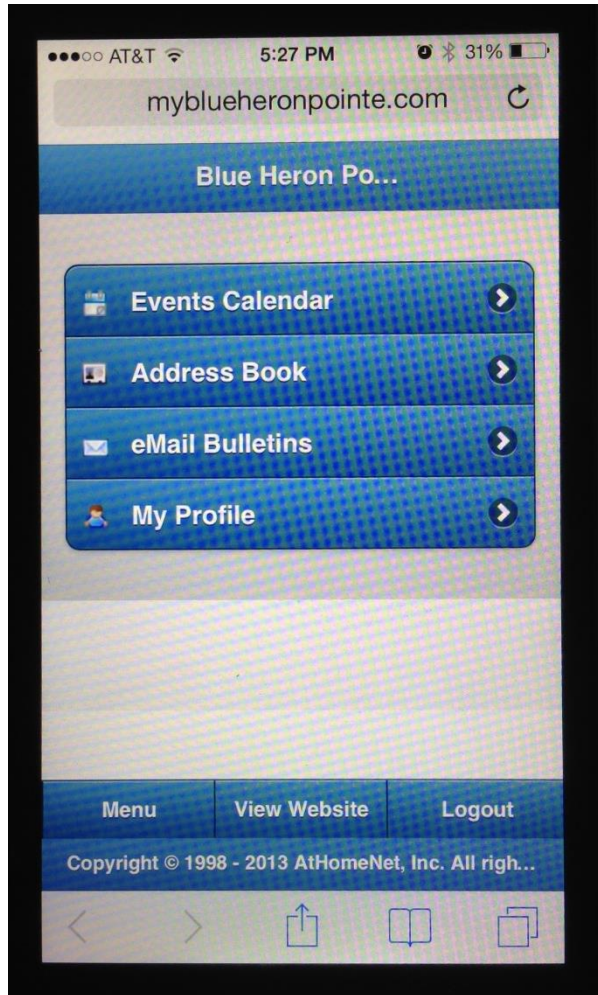 AT&T 5:27 PM 31%
myblueheronpointe.com
Blue Heron Po...
Events Calendar
Address Book
eMail Bulletins
My Profile
Menu View Website Logout
Copyright © 1998 - 2013 AtHomeNet, Inc. All righ...